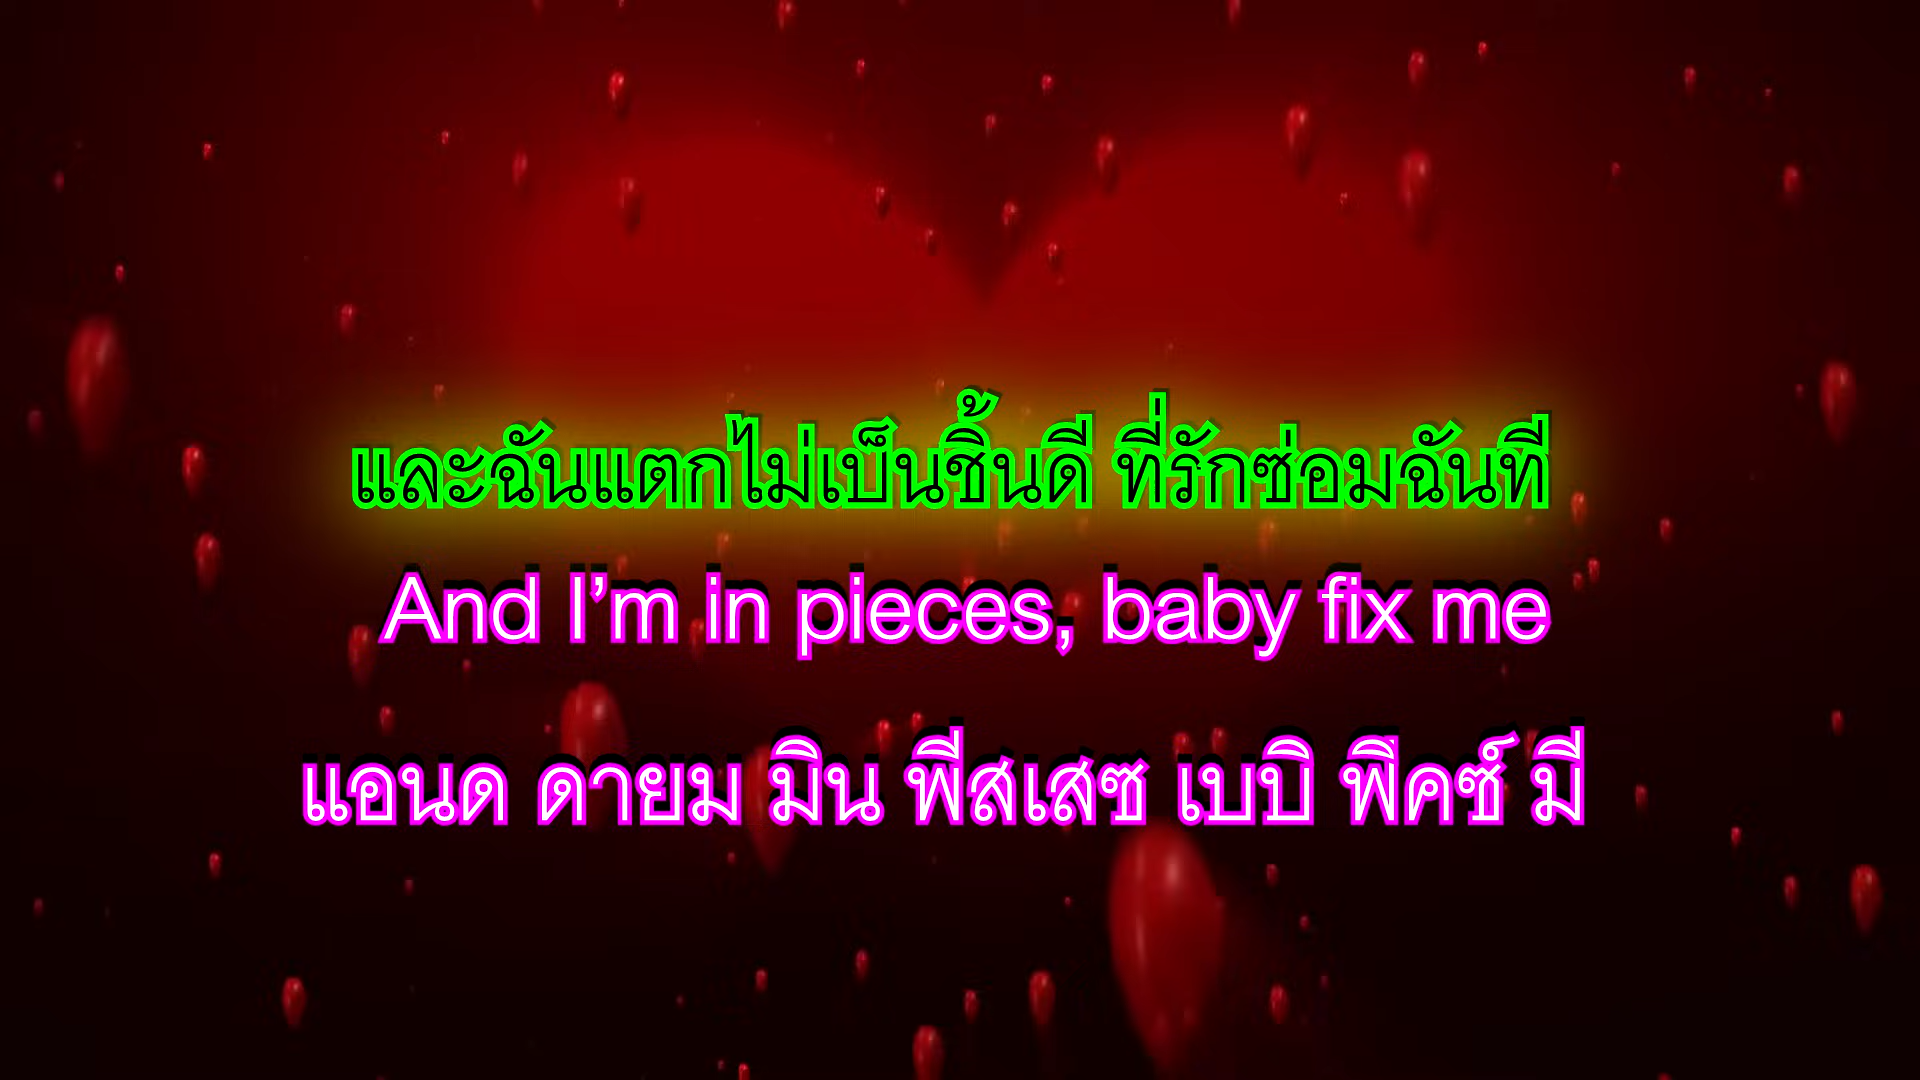 และฉันแตกไม่เป็นชิ้นดี ที่รักซ่อมฉันที
And I’m in pieces, baby fix me
แอนด ดายม มิน พีสเสซ เบบิ ฟิคซ์ มี